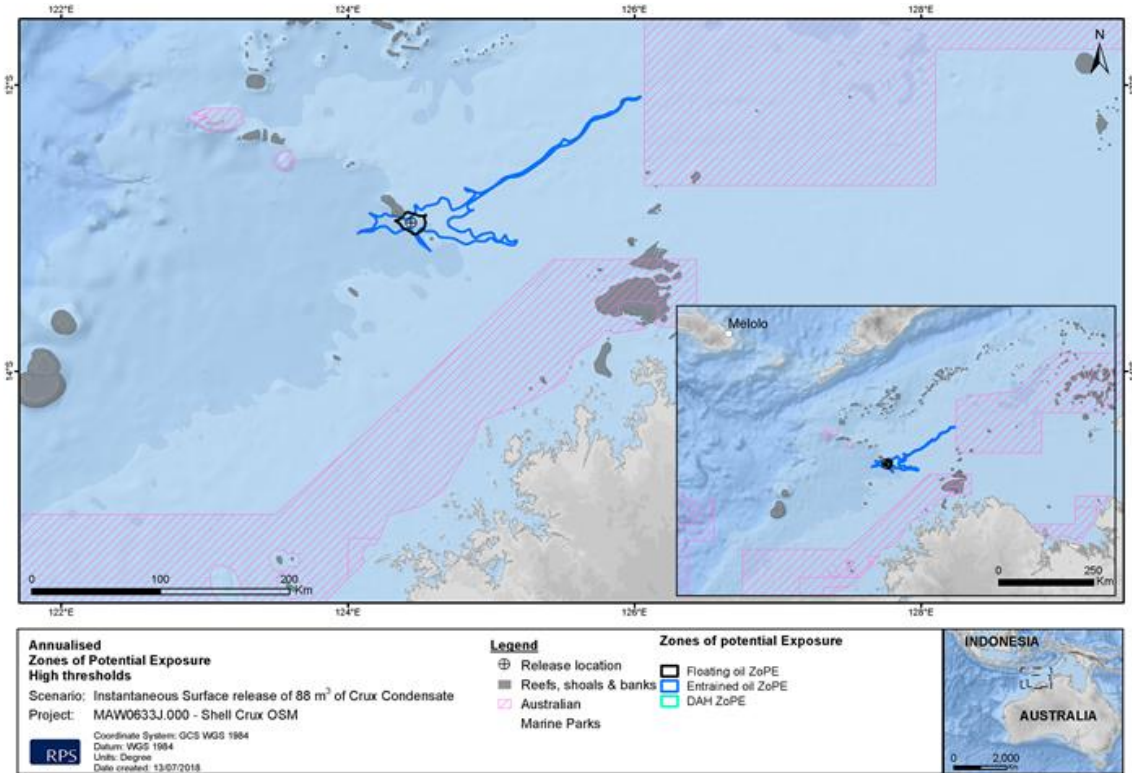 122°E 124°E 126°E 128°E
N
12°S
14°S
Melolo
0 100 200
Km
0 250
Km
122°E 124°E 126°E 128°E
Annualised
Zones of Potential Exposure
High thresholds
Scenario: Instantaneous Surface release of 88 m³ of Crux Condensate
Project: MAW0633J.000 - Shell Crux OSM
RPS
Coordinate System: GCS WGS 1984
Datum: WGS 1984
Units: Degree
Date created: 13/07/2018
Legend
Release location
Reefs, shoals & banks
Australian
Marine Parks
Zones of potential Exposure
Floating oil ZoPE
Entrained oil ZoPE
DAH ZoPE
INDONESIA
AUSTRALIA
0 2,000
Km